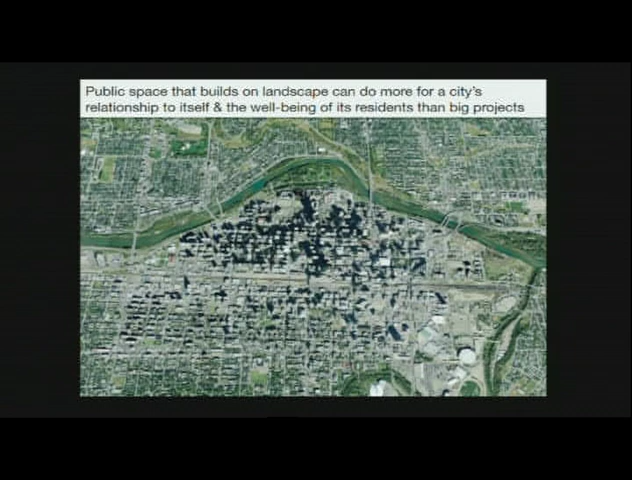 Public space that builds on landscape can do more for a city's
relationship to itself & the well-being of its residents than big projects